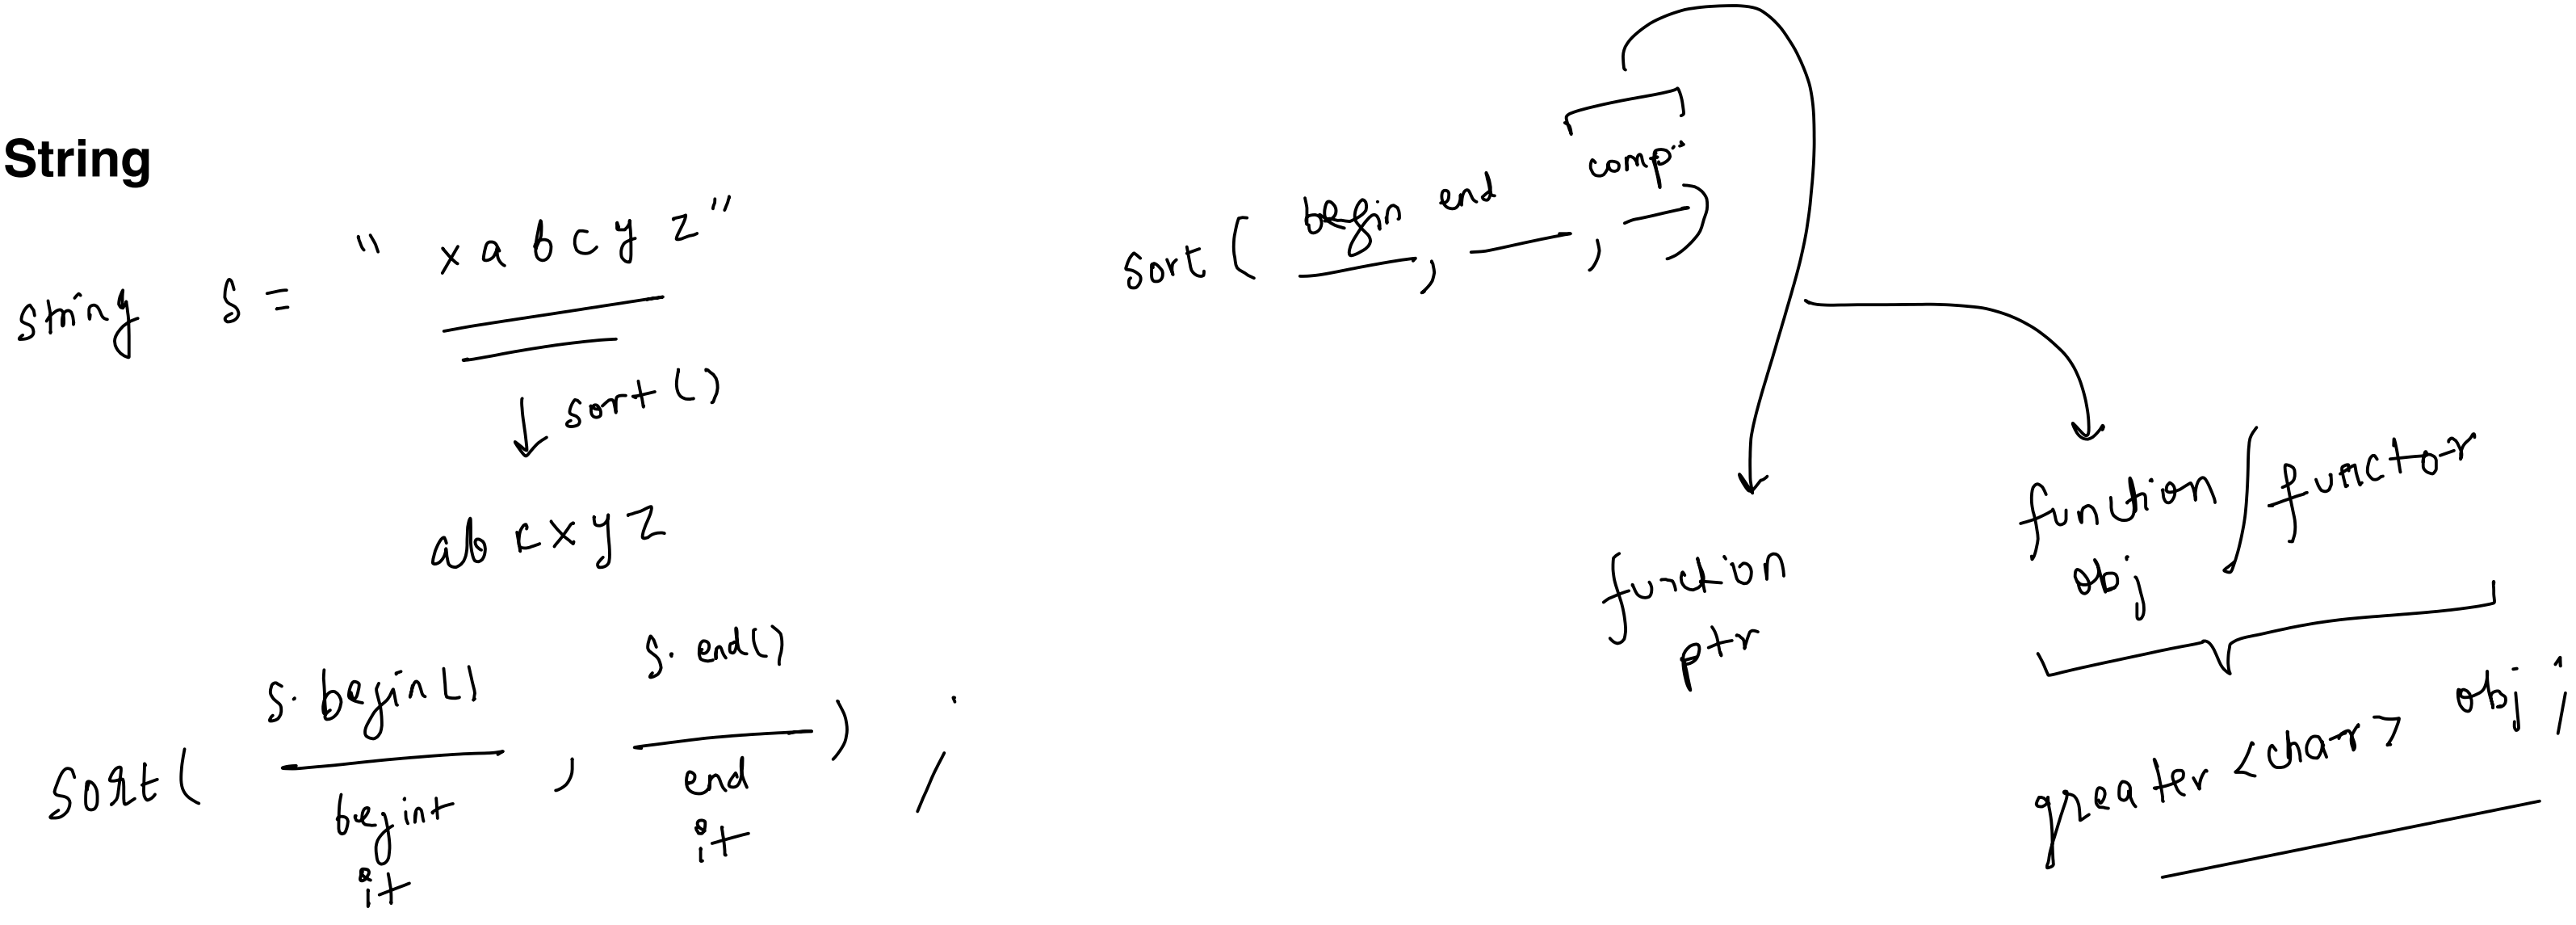 String
string s = " x a b c y z "
sort ()
ab c x y z
s. begin () s. end()
sort ( , ) ;
begint end
it it
comp..
begin end
sort ( , , )
function
ptr
function / functor
obj
greater <char> obj ;